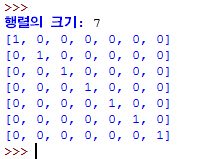 >>>
행렬의 크기: 7
[1, 0, 0, 0, 0, 0, 0]
[0, 1, 0, 0, 0, 0, 0]
[0, 0, 1, 0, 0, 0, 0]
[0, 0, 0, 1, 0, 0, 0]
[0, 0, 0, 0, 1, 0, 0]
[0, 0, 0, 0, 0, 1, 0]
[0, 0, 0, 0, 0, 0, 1]
>>>